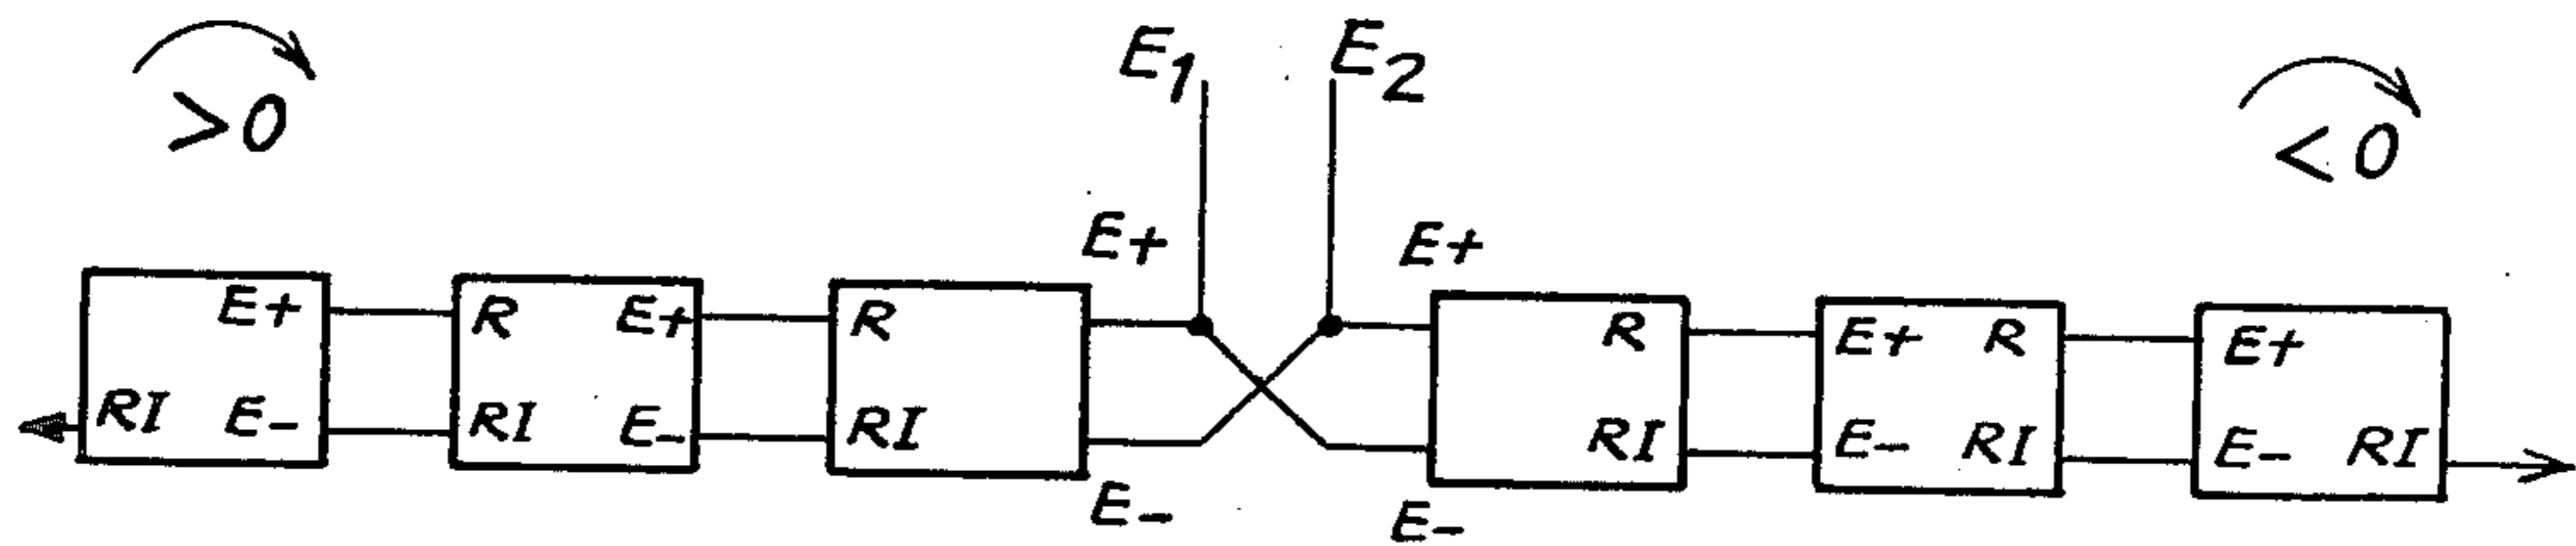 E1 E2
>0
<0
E+ E+
E+ R E+ R R E+ R E+
RI E- RI E- RI RI E- RI E- RI
E- E-